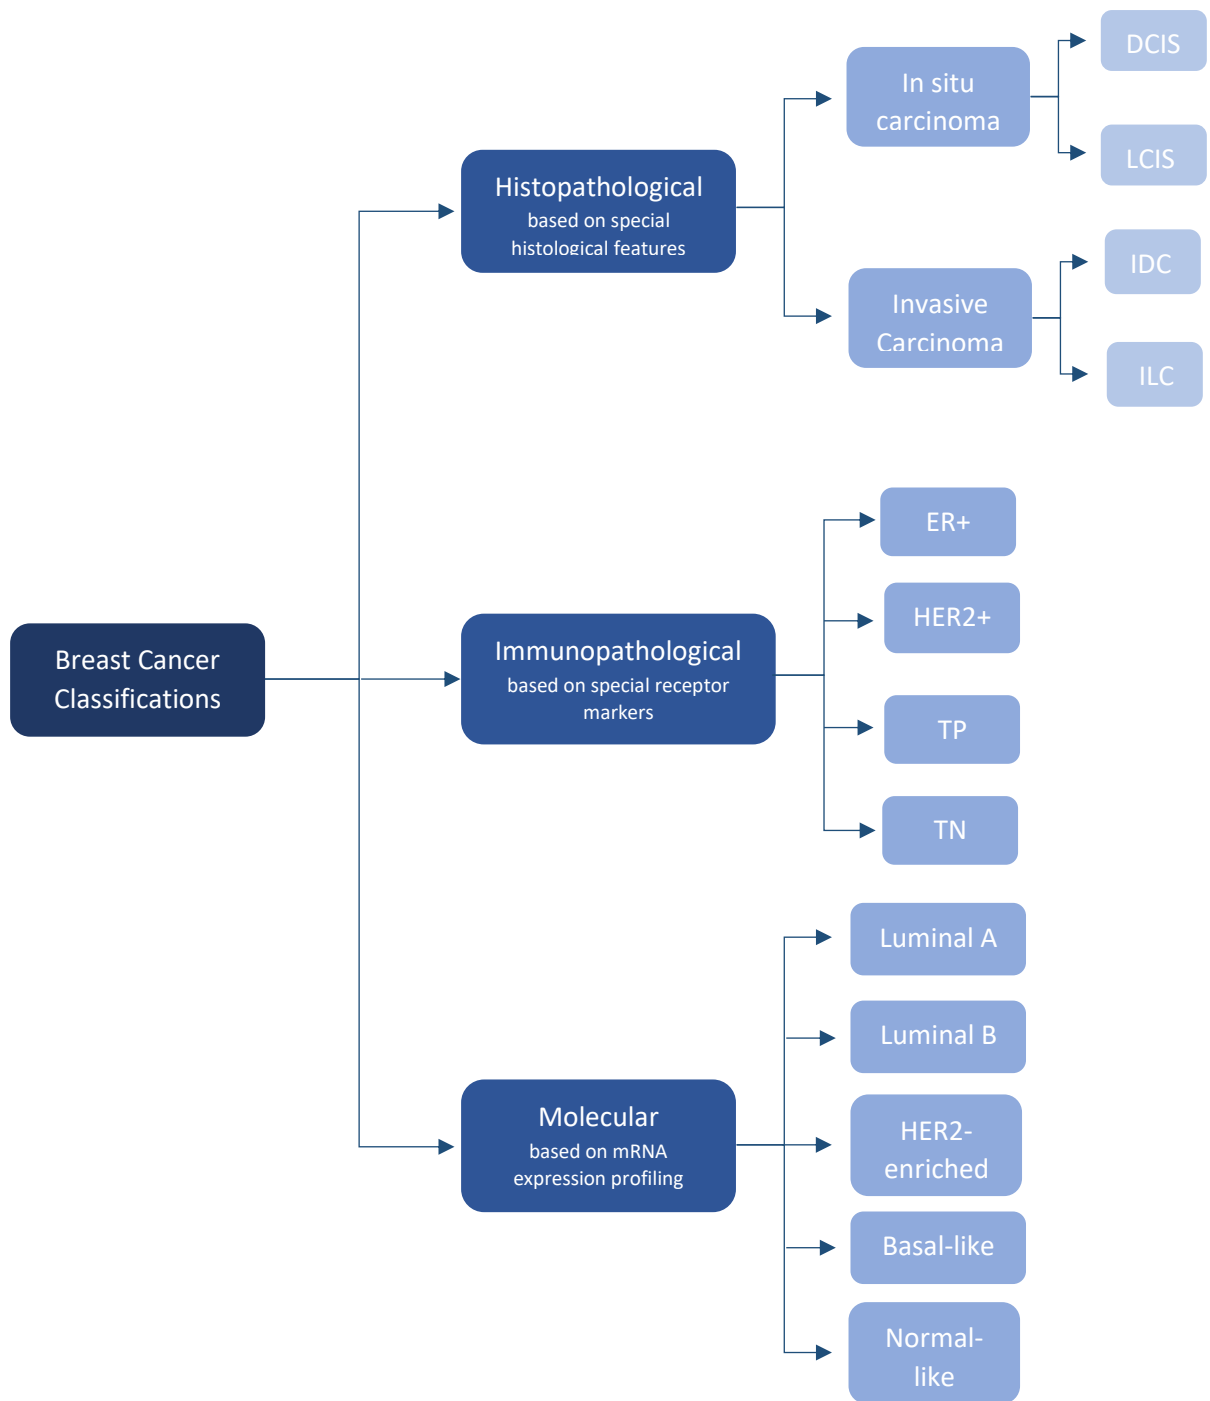 Breast Cancer
Classifications
Histopathological
based on special
histological features
In situ
carcinoma
DCIS
LCIS
Invasive
Carcinoma
IDC
ILC
Immunopathological
based on special receptor
markers
ER+
HER2+
TP
TN
Molecular
based on mRNA
expression profiling
Luminal A
Luminal B
HER2-
enriched
Basal-like
Normal-
like